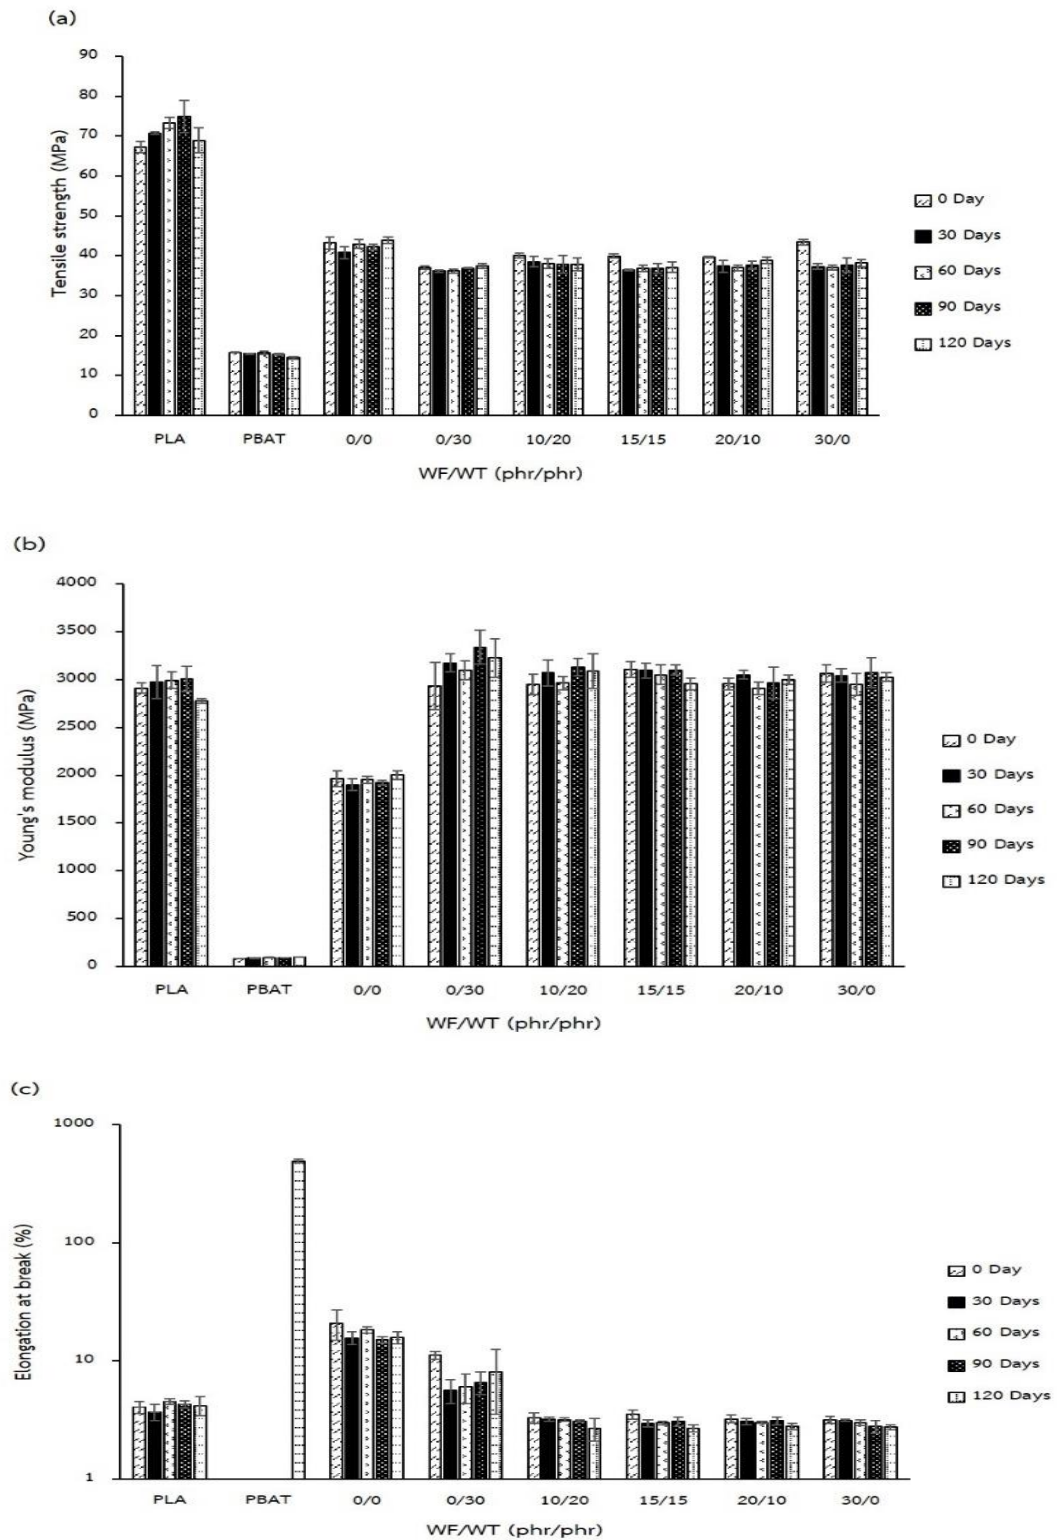 (a)
90
80
70
60
50
40
30
20
10
0
Tensile strength (MPa)
PLA PBAT 0/0 0/30 10/20 15/15 20/10 30/0
WF/WT (phr/phr)
0 Day
30 Days
60 Days
90 Days
120 Days
(b)
4000
3500
3000
2500
2000
1500
1000
500
0
Young's modulus (MPa)
PLA PBAT 0/0 0/30 10/20 15/15 20/10 30/0
WF/WT (phr/phr)
0 Day
30 Days
60 Days
90 Days
120 Days
(c)
1000
100
10
1
Elongation at break (%)
PLA PBAT 0/0 0/30 10/20 15/15 20/10 30/0
WF/WT (phr/phr)
0 Day
30 Days
60 Days
90 Days
120 Days